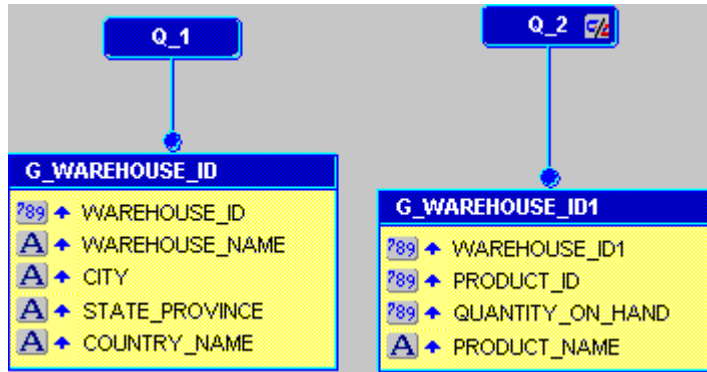 Q_1
G_WAREHOUSE_ID
789 WAREHOUSE_ID
A WAREHOUSE_NAME
A CITY
A STATE_PROVINCE
A COUNTRY_NAME
Q_2
G_WAREHOUSE_ID1
789 WAREHOUSE_ID1
789 PRODUCT_ID
789 QUANTITY_ON_HAND
A PRODUCT_NAME